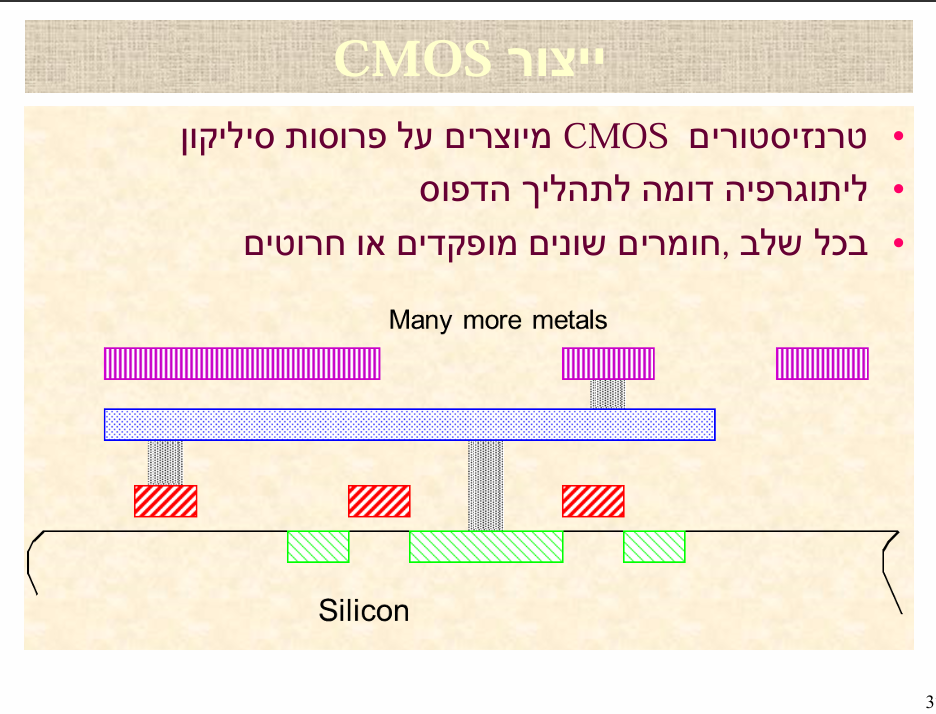 ייצור CMOS
• טרנזיסטורים CMOS מיוצרים על פרוסות סיליקון
• ליתוגרפיה דומה לתהליך הדפוס
• בכל שלב ,חומרים שונים מופקדים או חרוטים
Many more metals
Silicon
3